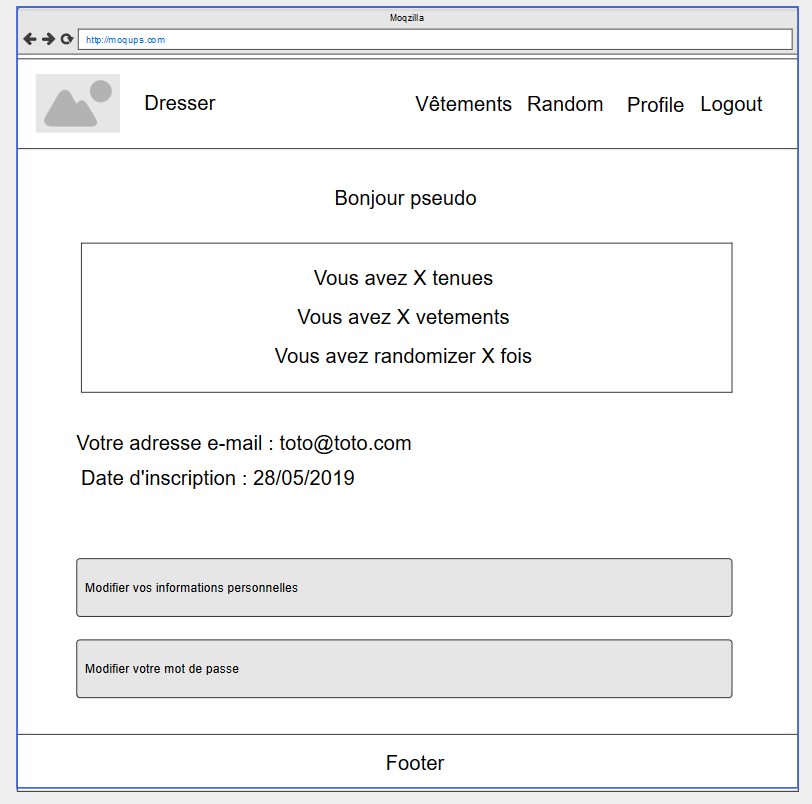 Moqzilla
http://moqups.com
Dresser Vêtements Random Profile Logout
Bonjour pseudo
Vous avez X tenues
Vous avez X vetements
Vous avez randomizer X fois
Votre adresse e-mail : toto@toto.com
Date d'inscription : 28/05/2019
Modifier vos informations personnelles
Modifier votre mot de passe
Footer